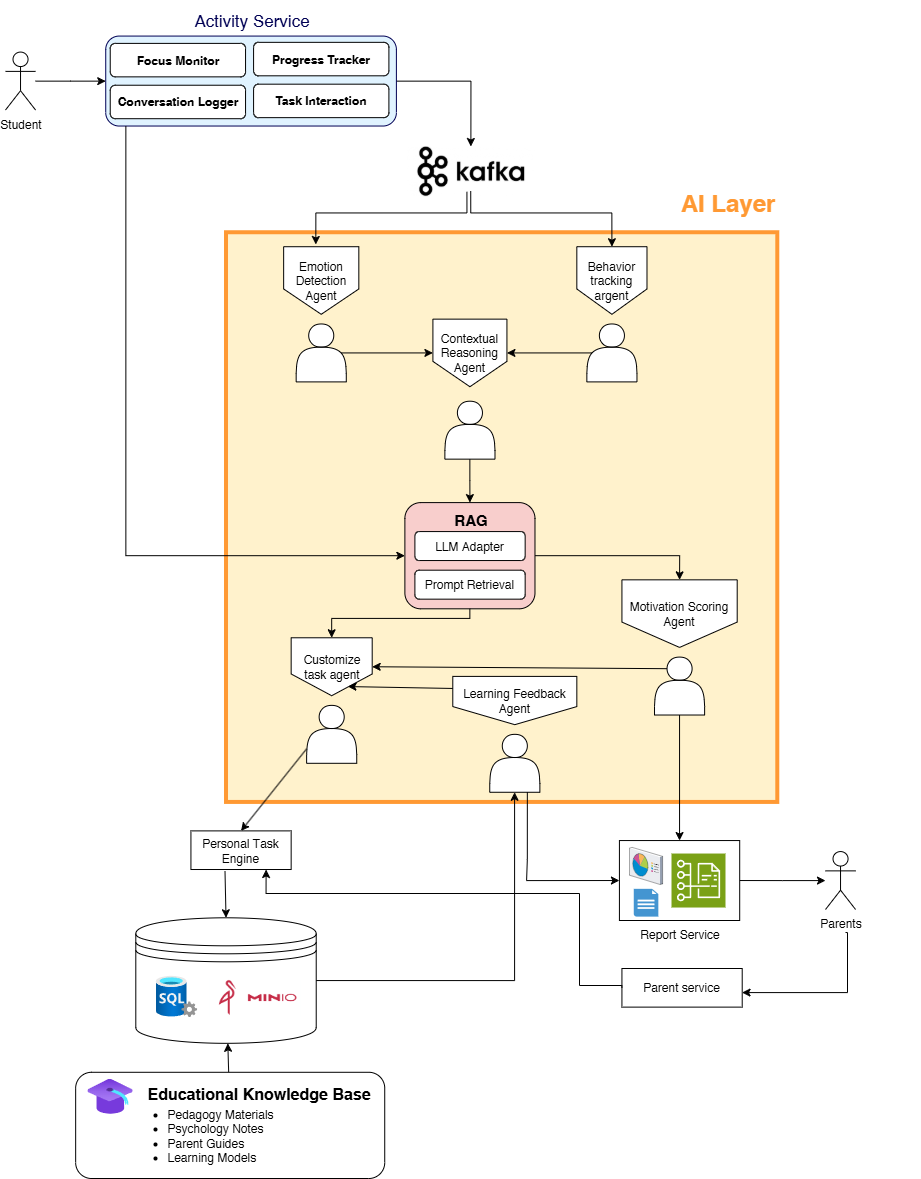 Activity Service
Focus Monitor
Progress Tracker
Conversation Logger
Task Interaction
Student
kafka
AI Layer
Emotion
Detection
Agent
Behavior
tracking
argent
Contextual
Reasoning
Agent
RAG
LLM Adapter
Prompt Retrieval
Motivation Scoring
Agent
Customize
task agent
Learning Feedback
Agent
Personal Task
Engine
Report Service
Parents
Parent service
SQL
MINIO
Educational Knowledge Base
• Pedagogy Materials
• Psychology Notes
• Parent Guides
• Learning Models